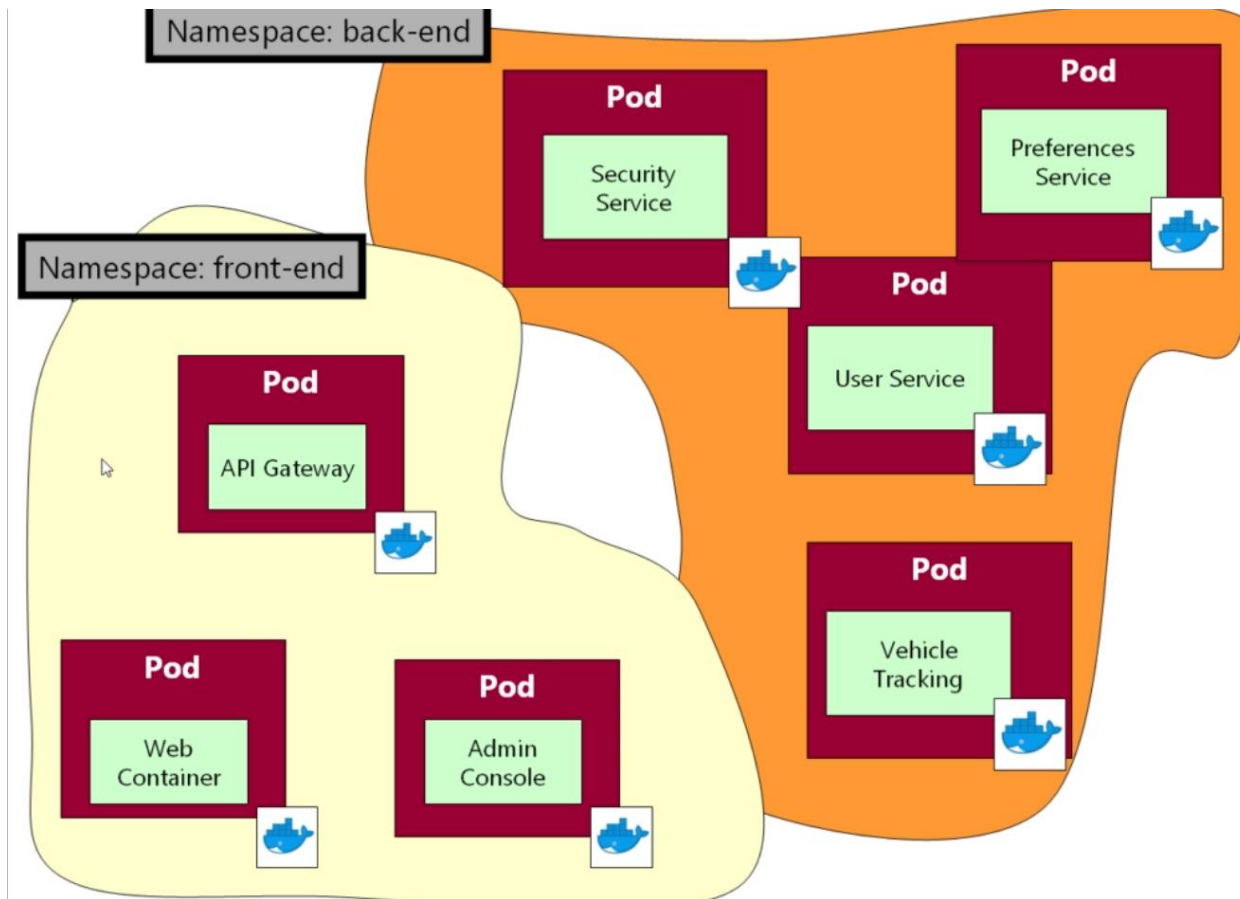 Namespace: back-end
Pod
Security
Service
Pod
Preferences
Service
Pod
User Service
Pod
Vehicle
Tracking
Namespace: front-end
Pod
API Gateway
Pod
Web
Container
Pod
Admin
Console